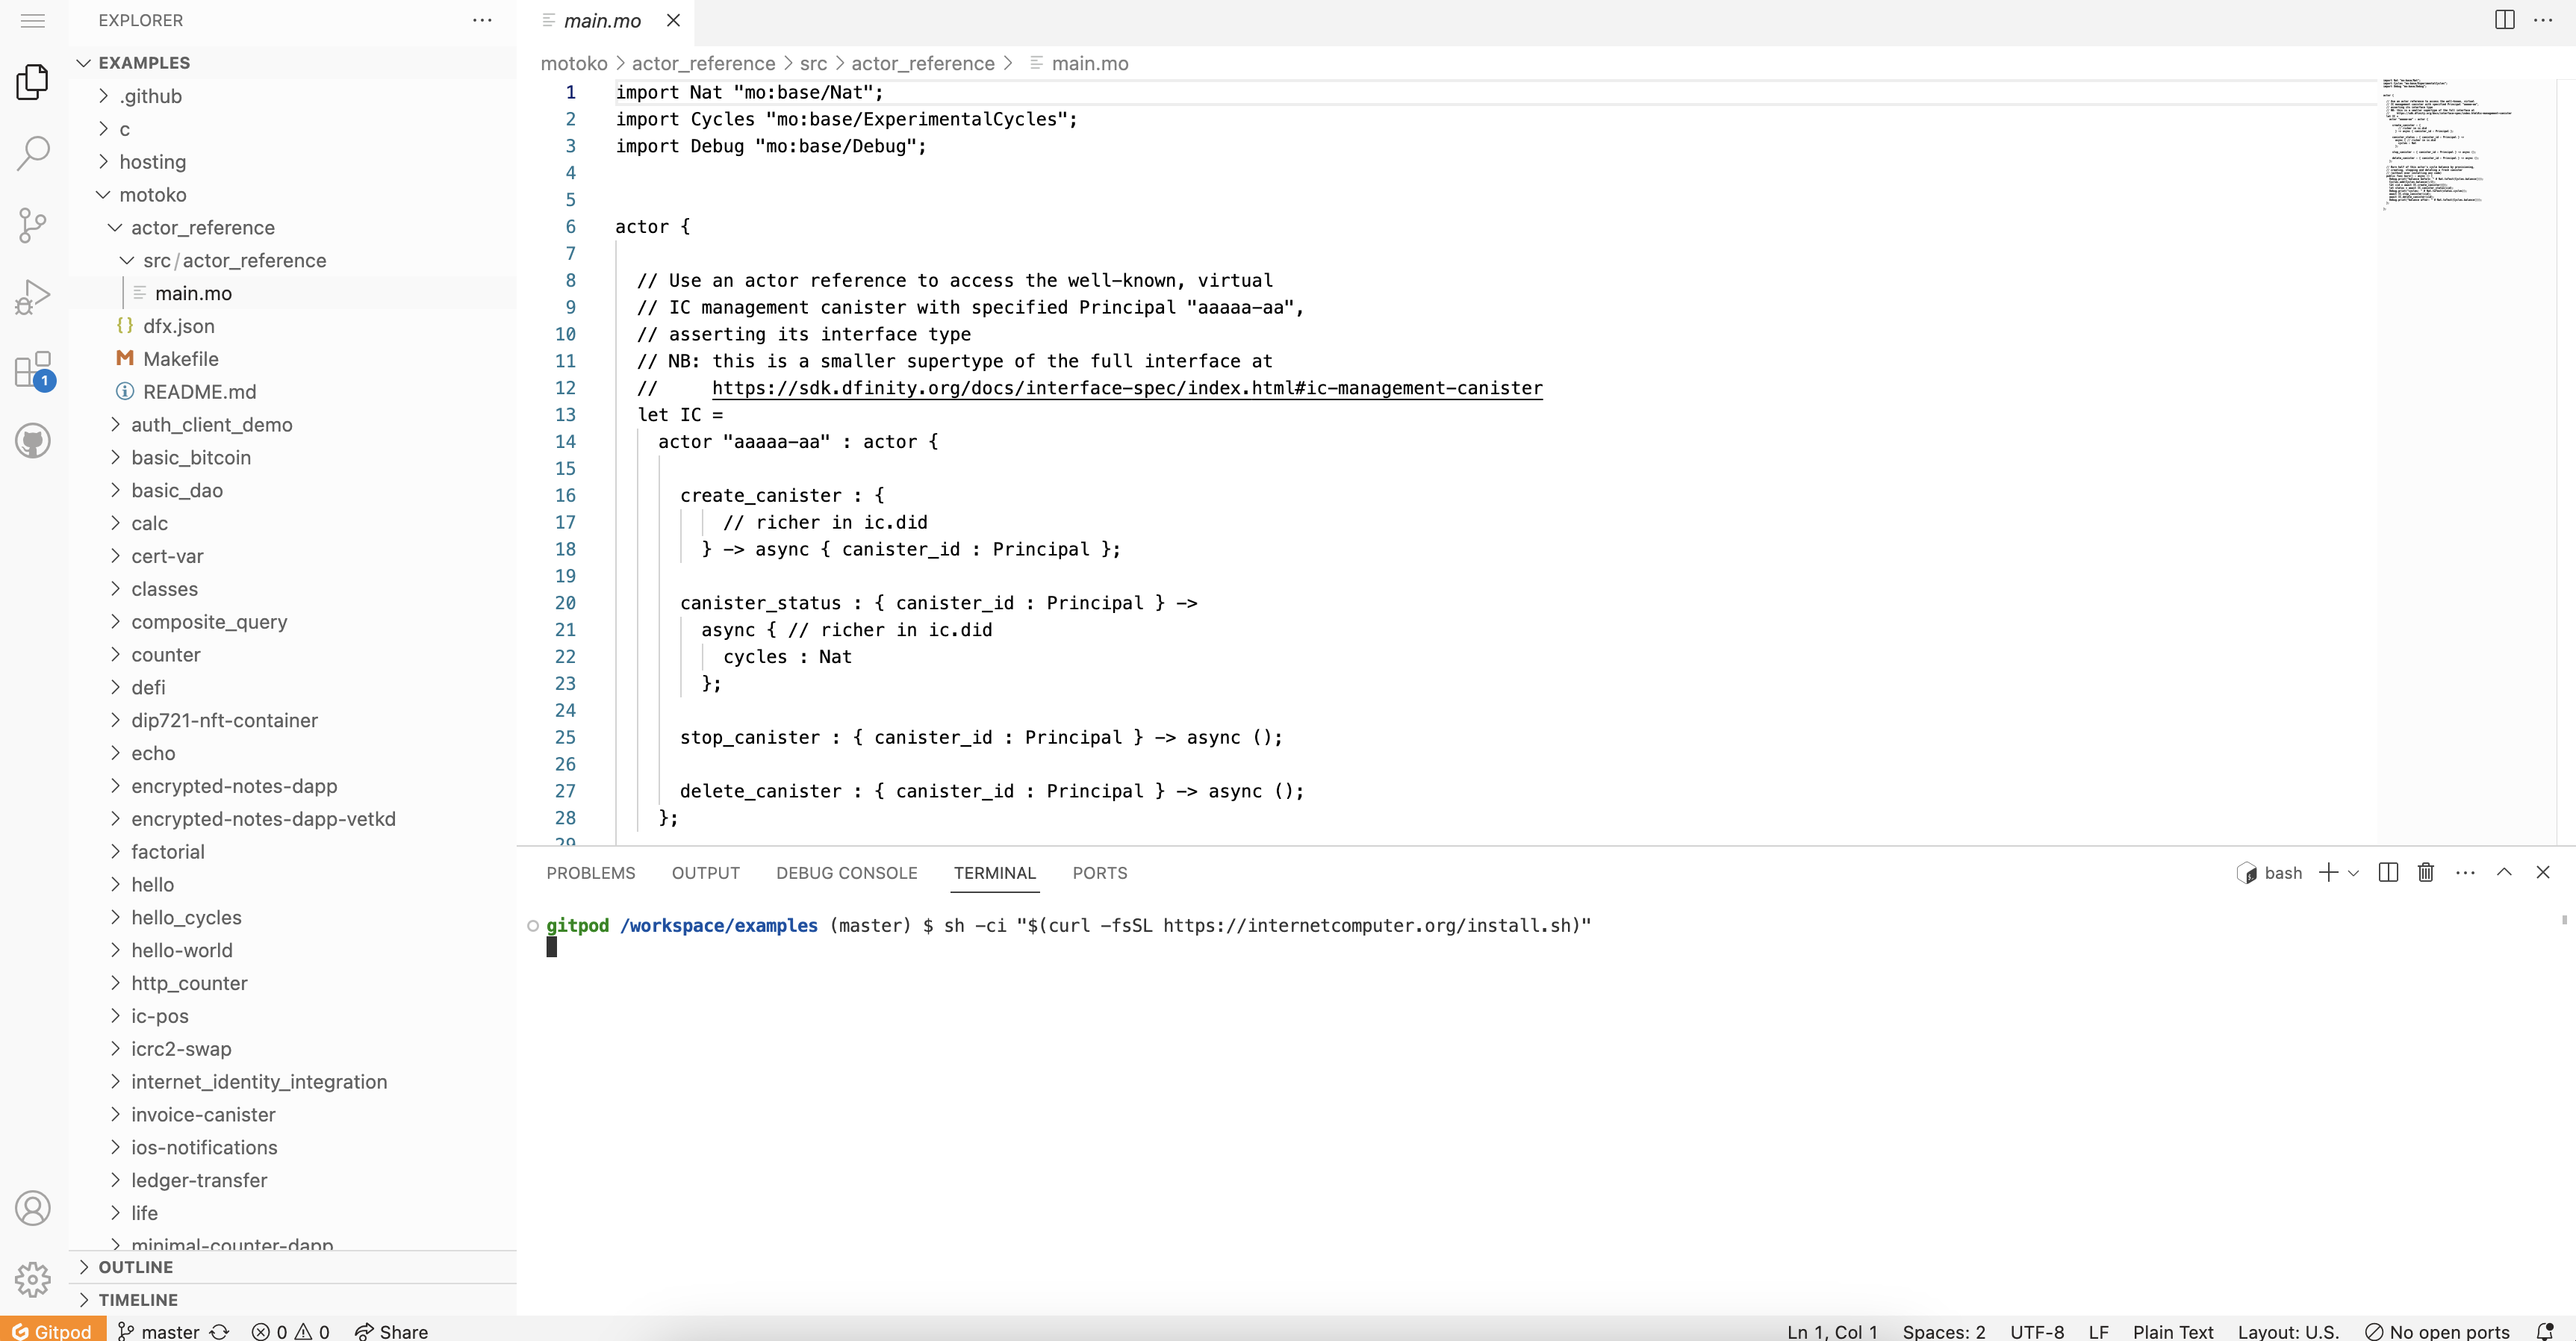 EXPLORER
EXAMPLES
.github
c
hosting
motoko
actor_reference
src/actor_reference
main.mo
dfx.json
Makefile
README.md
auth_client_demo
basic_bitcoin
basic_dao
calc
cert-var
classes
composite_query
counter
defi
dip721-nft-container
echo
encrypted-notes-dapp
encrypted-notes-dapp-vetkd
factorial
hello
hello_cycles
hello-world
http_counter
ic-pos
icrc2-swap
internet_identity_integration
invoice-canister
ios-notifications
ledger-transfer
life
minimal-counter-dapp
OUTLINE
TIMELINE
1
main.mo
motoko > actor_reference > src > actor_reference > main.mo
1 import Nat "mo:base/Nat";
2 import Cycles "mo:base/ExperimentalCycles";
3 import Debug "mo:base/Debug";
4
5
6 actor {
7
8 // Use an actor reference to access the well-known, virtual
9 // IC management canister with specified Principal "aaaaa-aa",
10 // asserting its interface type
11 // NB: this is a smaller supertype of the full interface at
12 // https://sdk.dfinity.org/docs/interface-spec/index.html#ic-management-canister
13 let IC =
14 actor "aaaaa-aa" : actor {
15
16 create_canister : {
17 // richer in ic.did
18 } -> async { canister_id : Principal };
19
20 canister_status : { canister_id : Principal } ->
21 async { // richer in ic.did
22 cycles : Nat
23 };
24
25 stop_canister : { canister_id : Principal } -> async ();
26
27 delete_canister : { canister_id : Principal } -> async ();
28 };
29
PROBLEMS OUTPUT DEBUG CONSOLE TERMINAL PORTS
bash
gitpod /workspace/examples (master) $ sh -ci "$(curl -fsSL https://internetcomputer.org/install.sh)"
Gitpod master 0 0 Share
Ln 1, Col 1 Spaces: 2 UTF-8 LF Plain Text Layout: U.S. No open ports